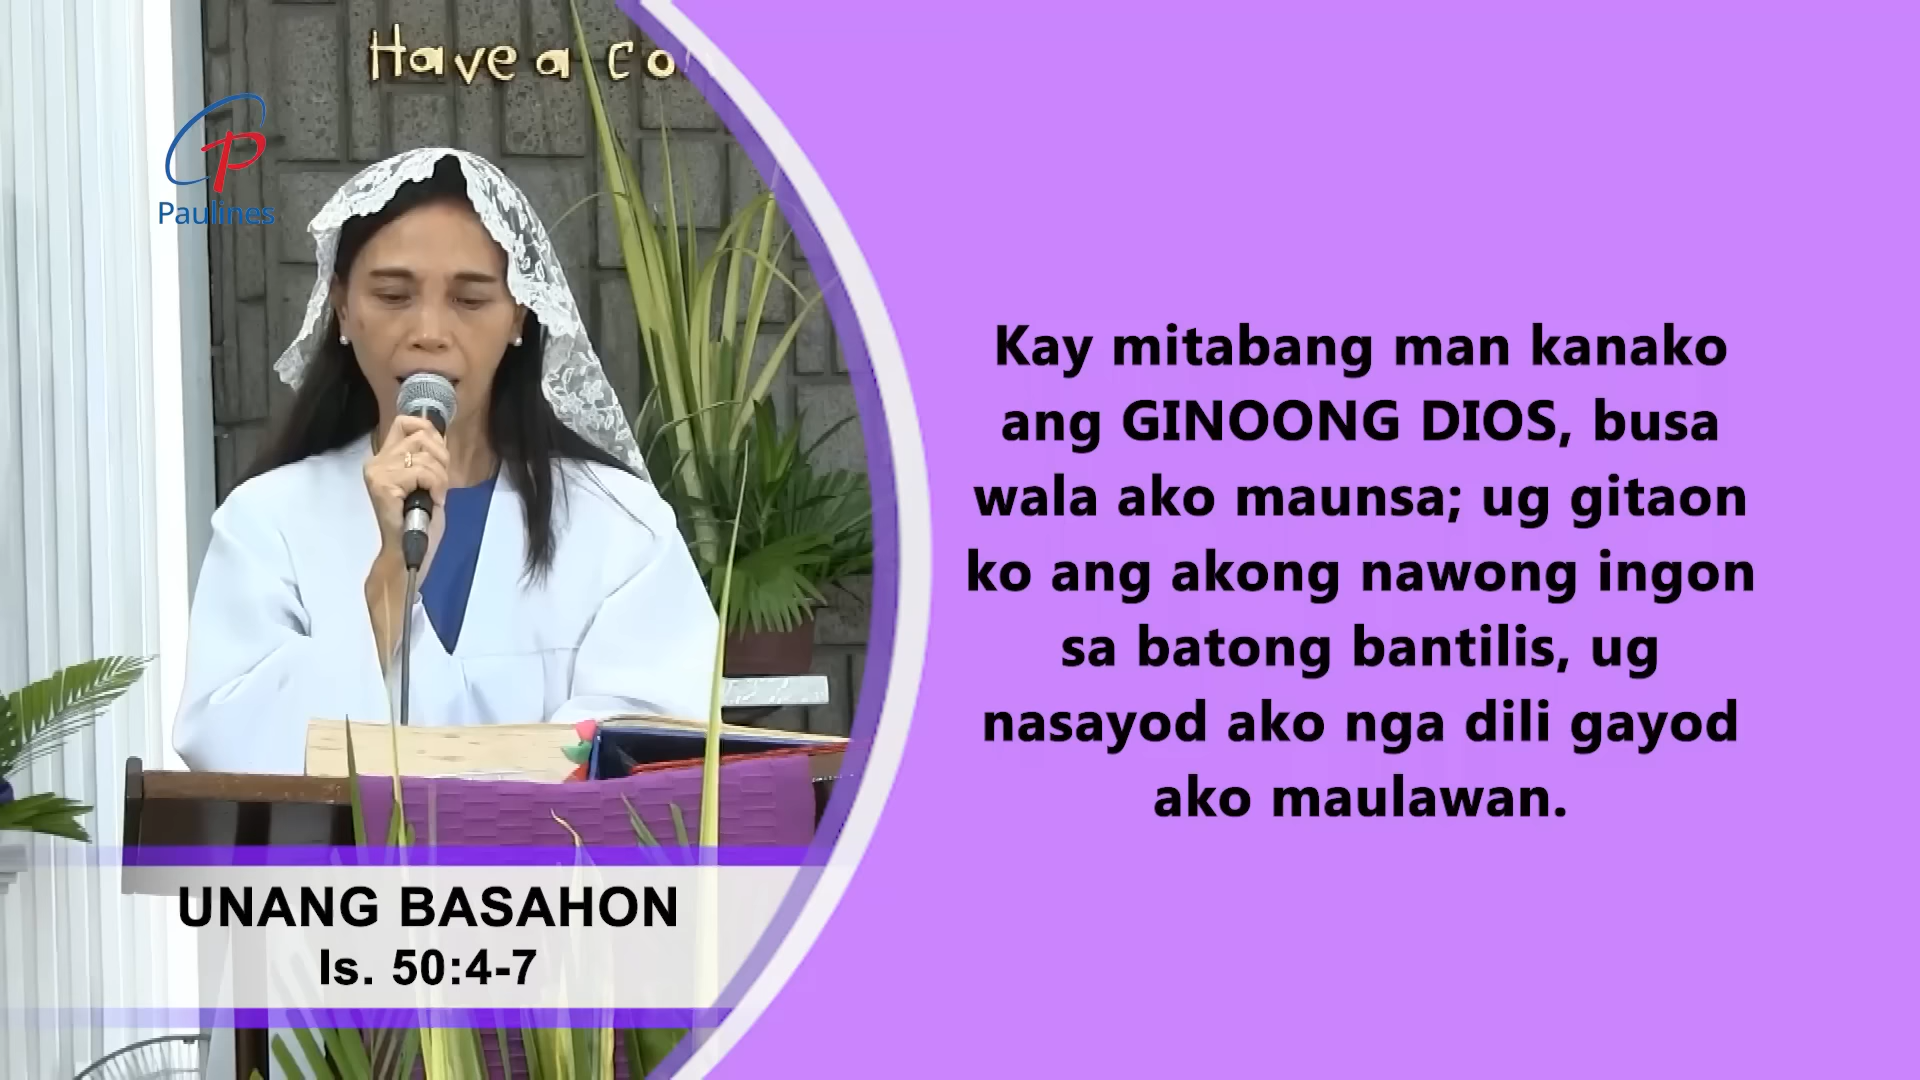 Have a co
Paulines
Kay mitabang man kanako
ang GINOONG DIOS, busa
wala ako maunsa; ug gitaon
ko ang akong nawong ingon
sa batong bantilis, ug
nasayod ako nga dili gayod
ako maulawan.
UNANG BASAHON
Is. 50:4-7